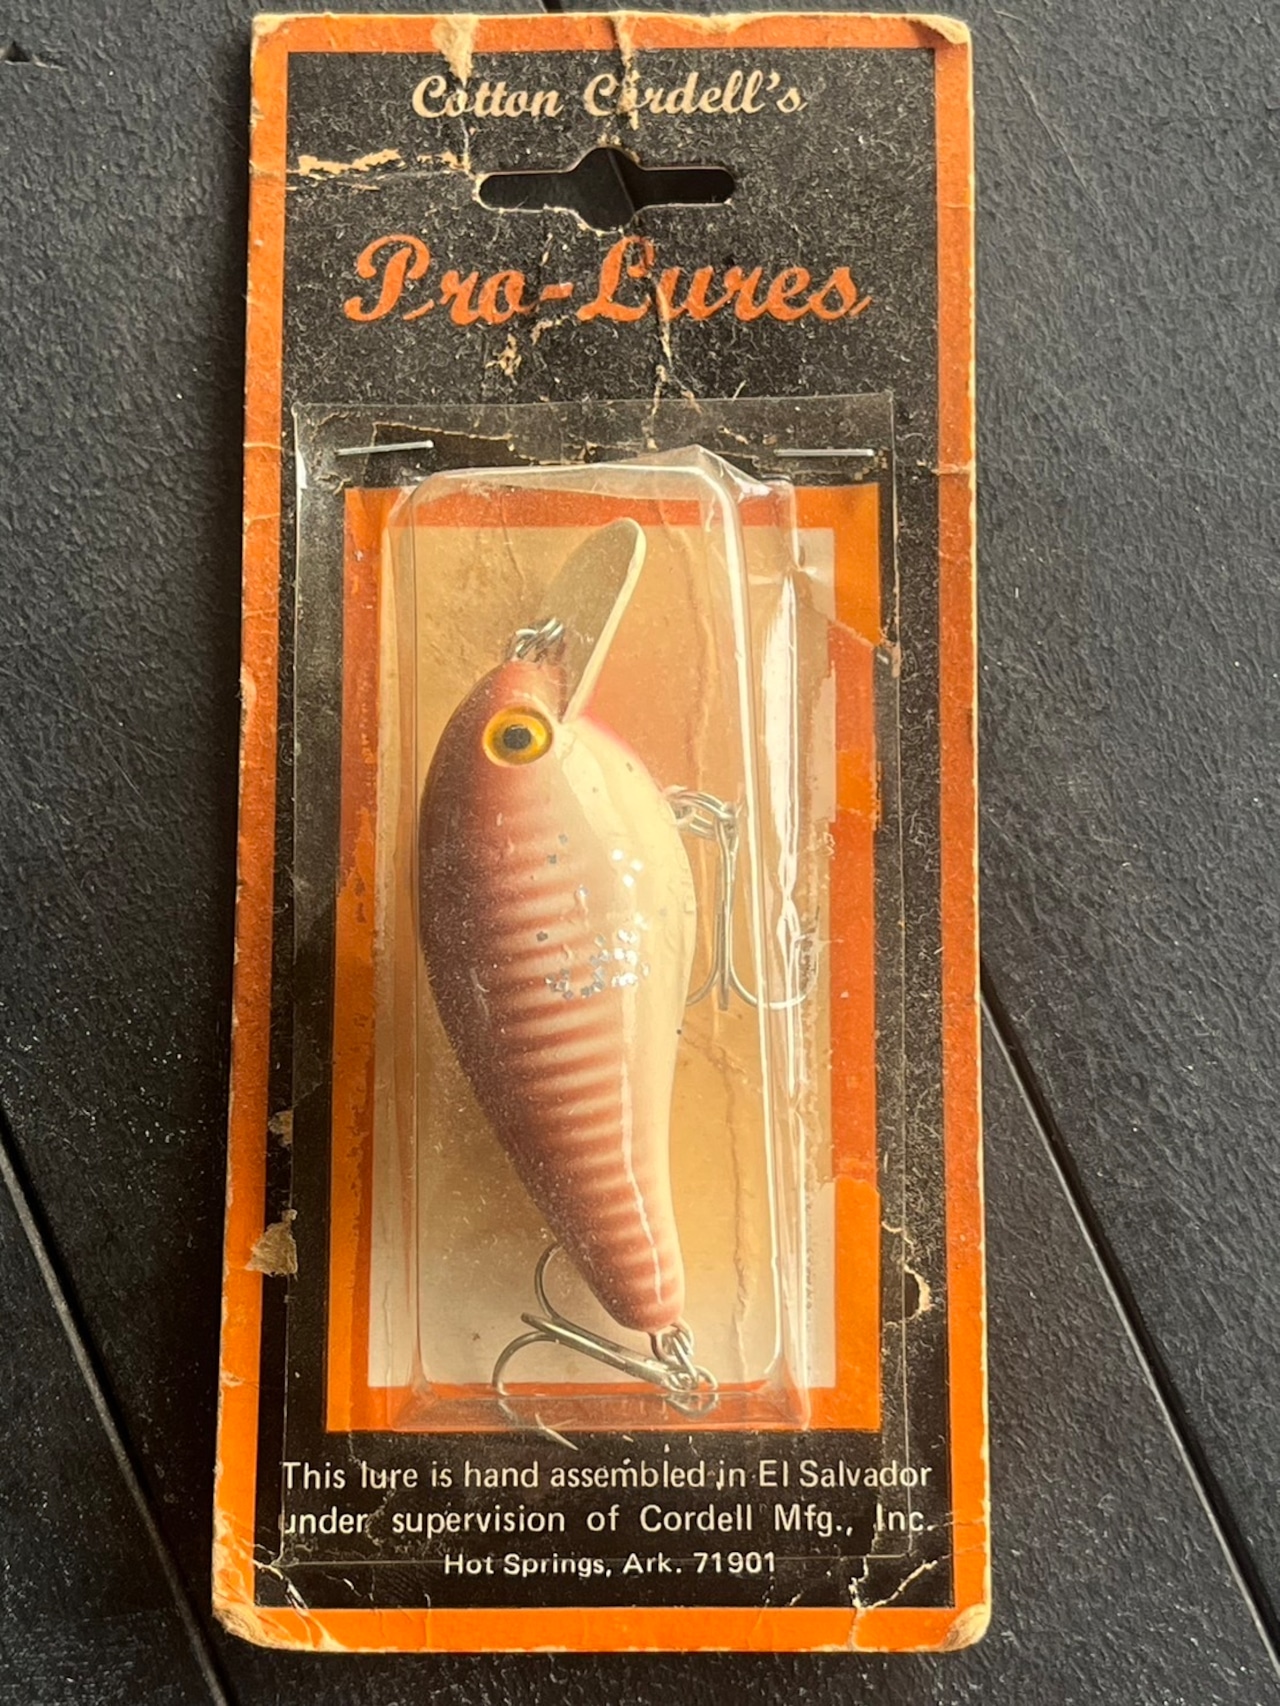 Cotton Cordell's
Pro-Lures
This lure is hand assembled in El Salvador
under supervision of Cordell Mfg., Inc.
Hot Springs, Ark. 71901